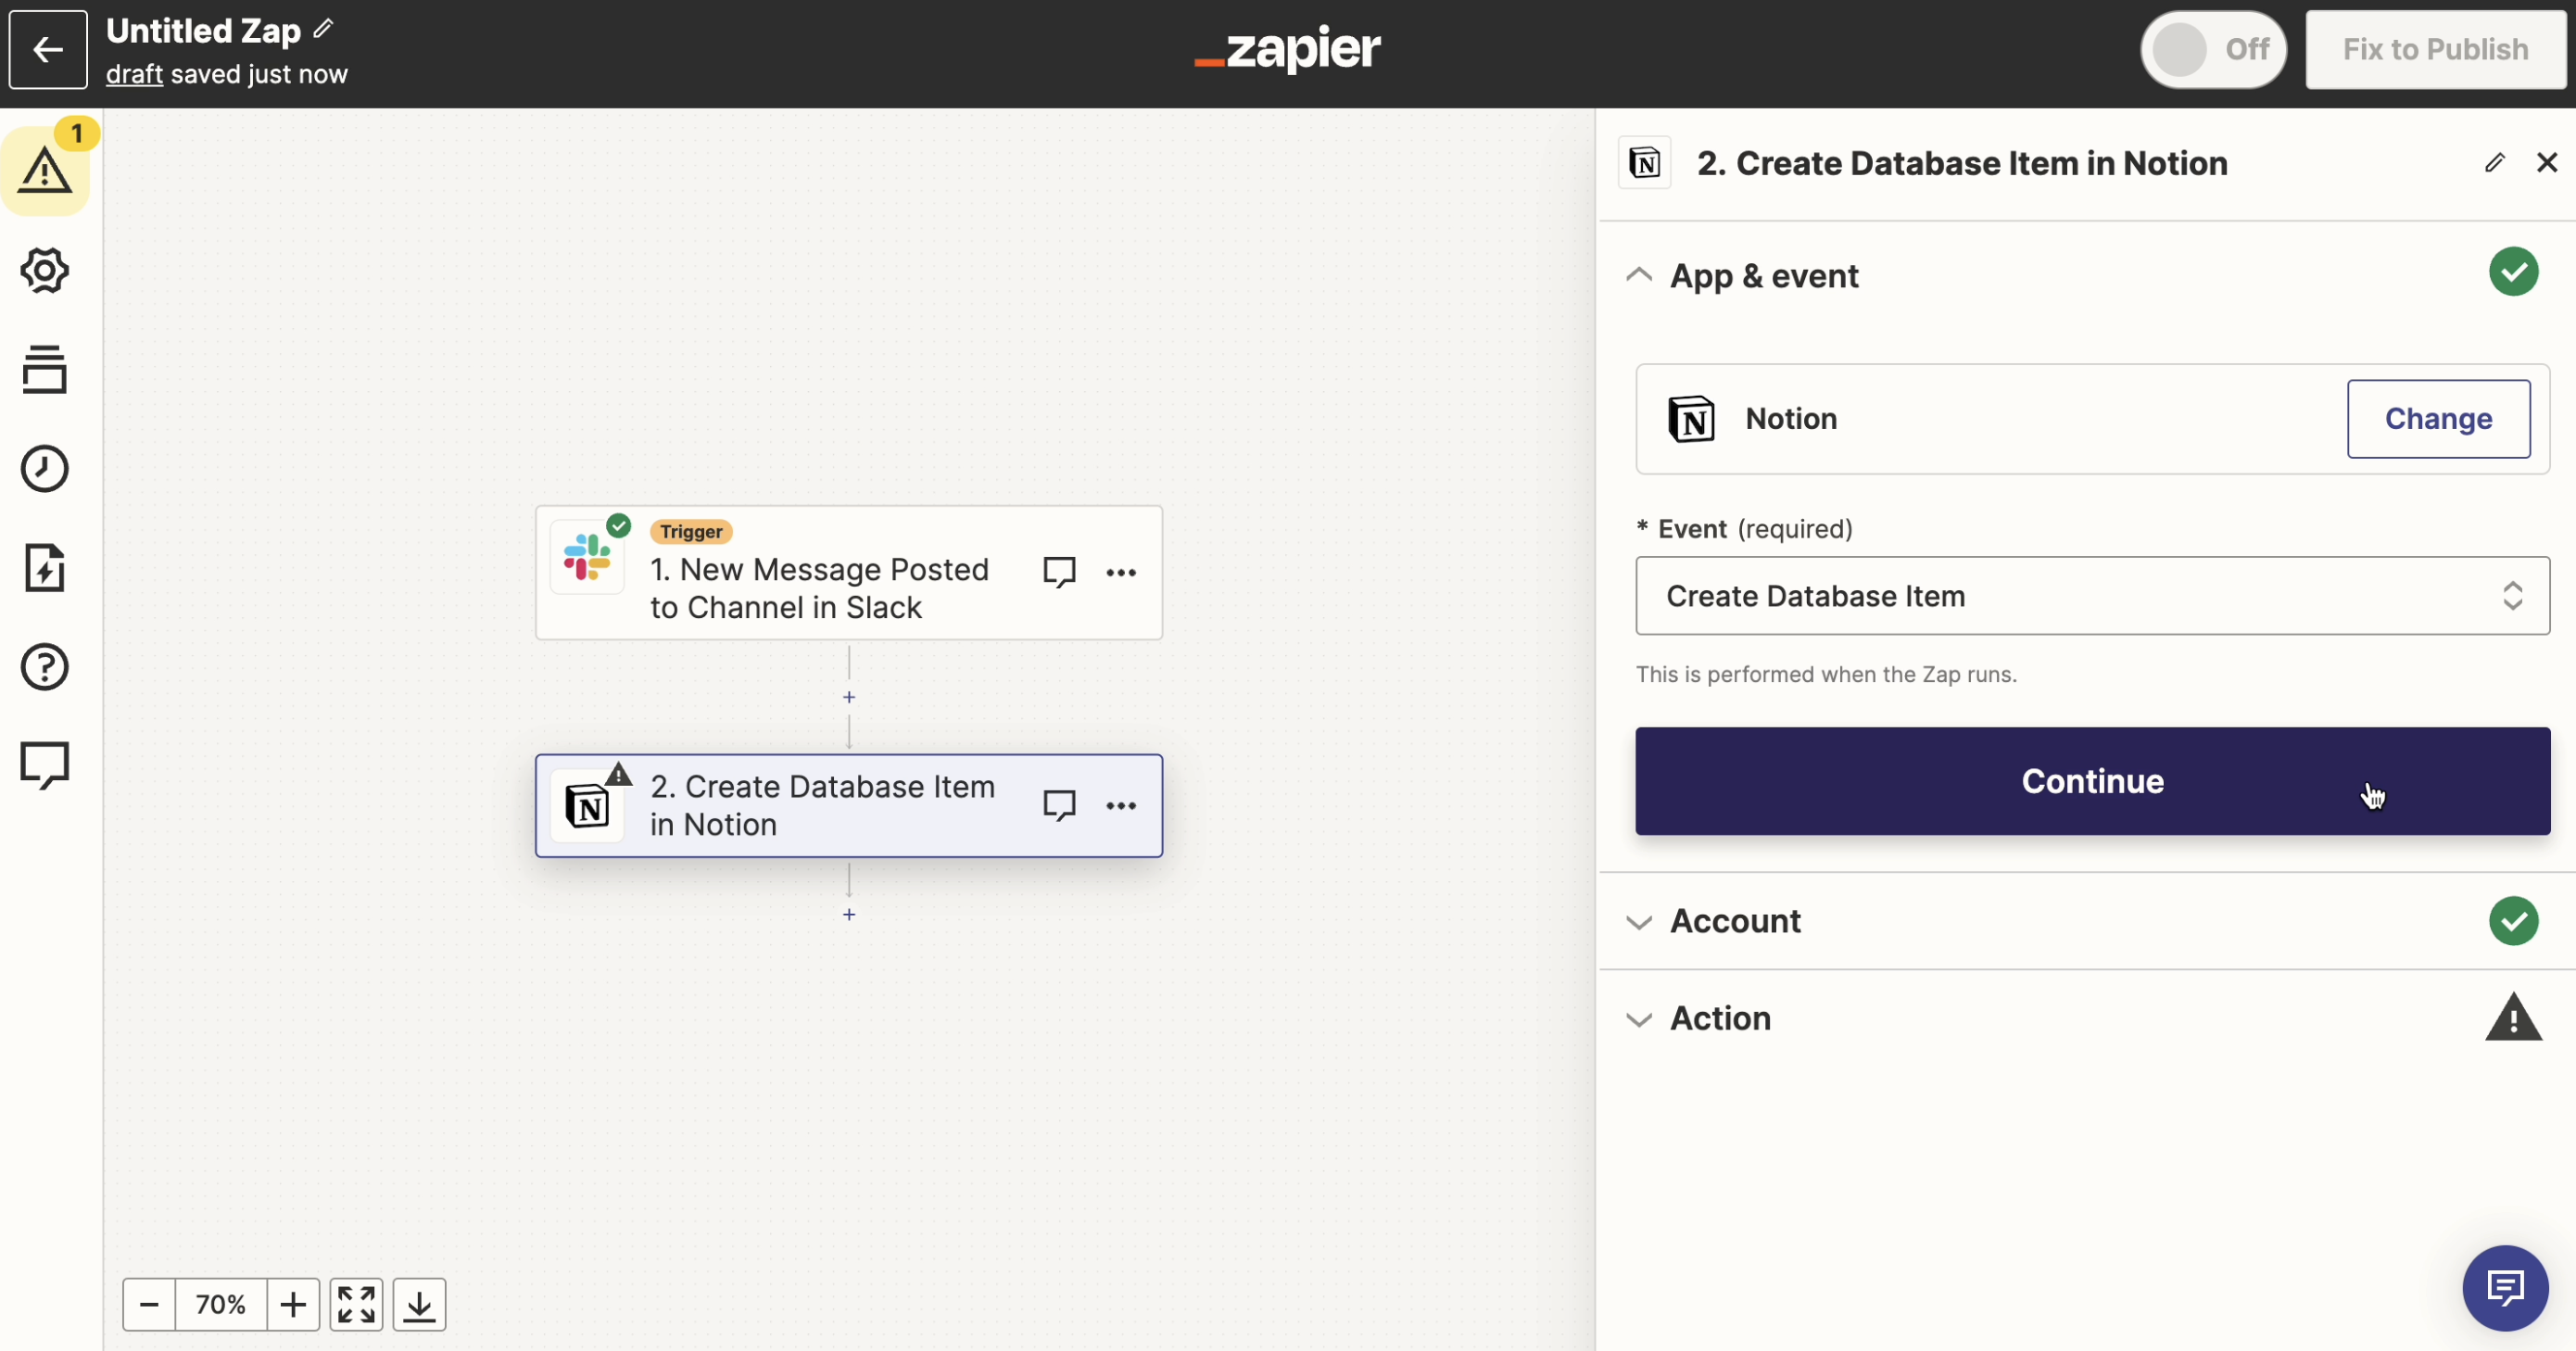 Untitled Zap
draft saved just now
zapier
Off
Fix to Publish
1
2. Create Database Item in Notion
App & event
Notion
Change
* Event (required)
Create Database Item
This is performed when the Zap runs.
Continue
Account
Action
Trigger
1. New Message Posted
to Channel in Slack
+
2. Create Database Item
in Notion
+
70%